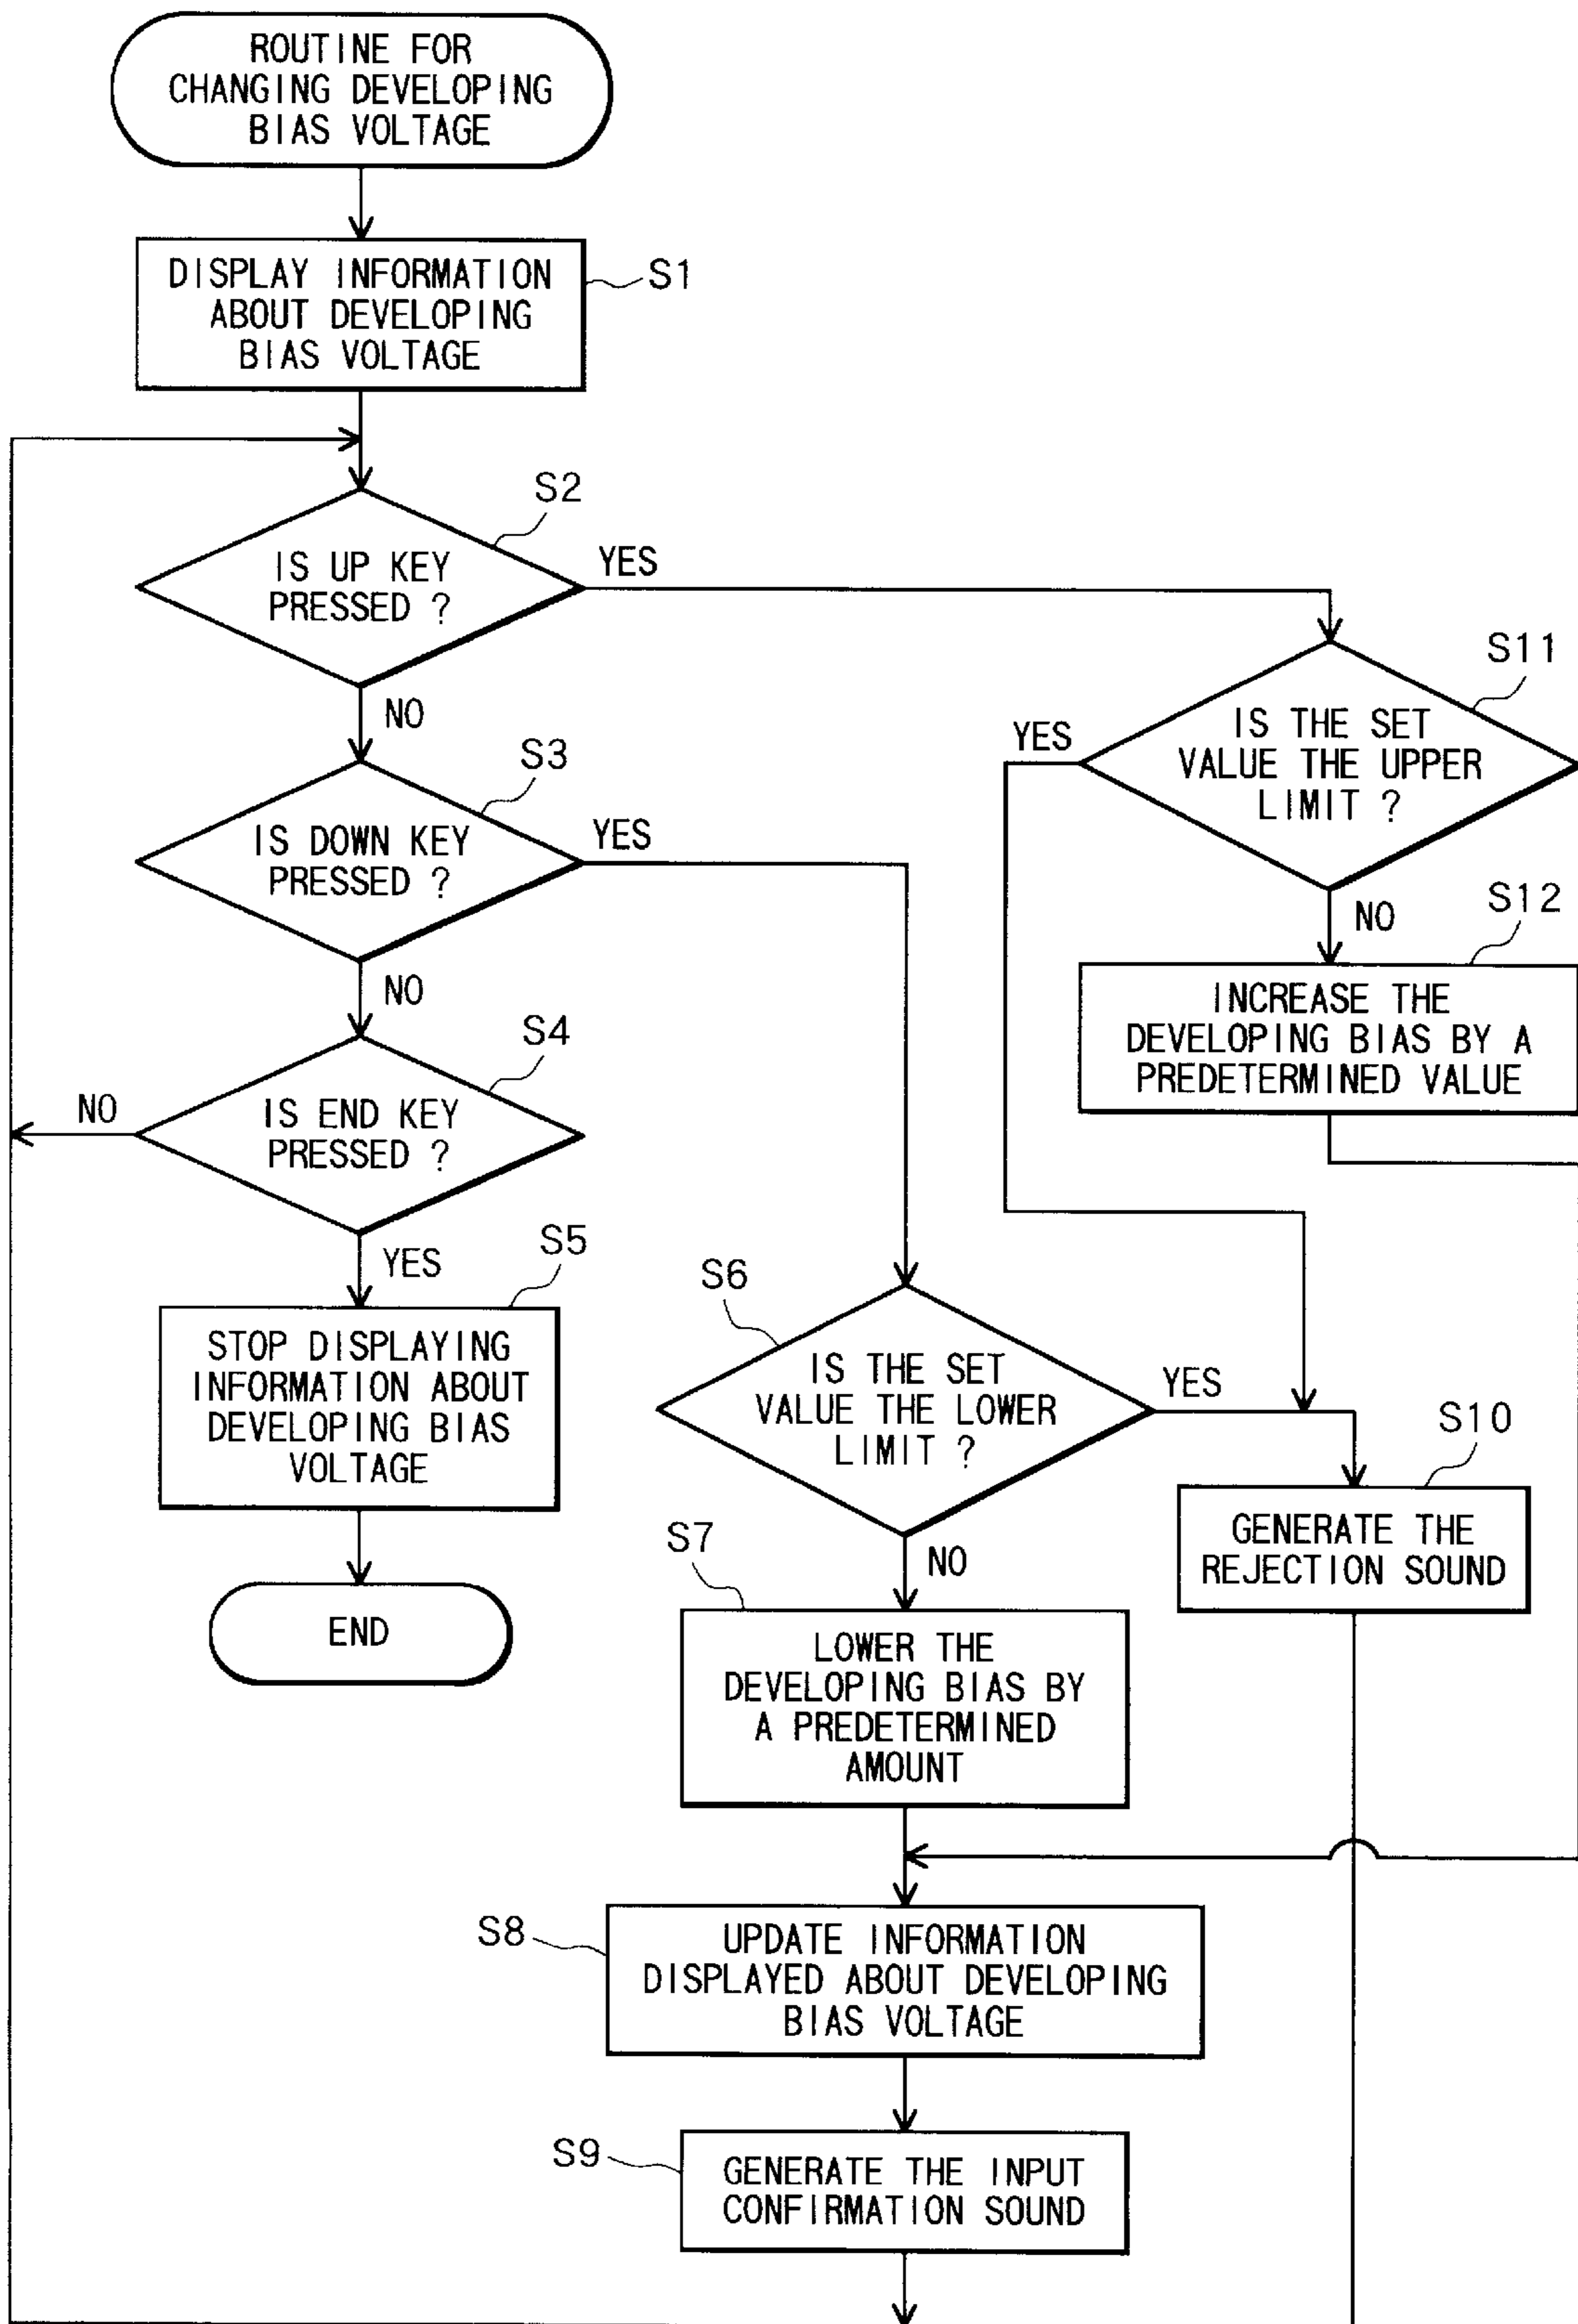 ROUTINE FOR
CHANGING DEVELOPING
BIAS VOLTAGE
DISPLAY INFORMATION
ABOUT DEVELOPING
BIAS VOLTAGE
S1
S2
IS UP KEY
PRESSED ?
YES
NO
S11
IS THE SET
VALUE THE UPPER
LIMIT ?
YES
NO
S3
IS DOWN KEY
PRESSED ?
YES
NO
S12
INCREASE THE
DEVELOPING BIAS BY A
PREDETERMINED VALUE
S4
IS END KEY
PRESSED ?
NO
YES
S5
STOP DISPLAYING
INFORMATION ABOUT
DEVELOPING BIAS
VOLTAGE
END
S6
IS THE SET
VALUE THE LOWER
LIMIT ?
YES
NO
S10
GENERATE THE
REJECTION SOUND
S7
LOWER THE
DEVELOPING BIAS BY
A PREDETERMINED
AMOUNT
S8
UPDATE INFORMATION
DISPLAYED ABOUT DEVELOPING
BIAS VOLTAGE
S9
GENERATE THE INPUT
CONFIRMATION SOUND